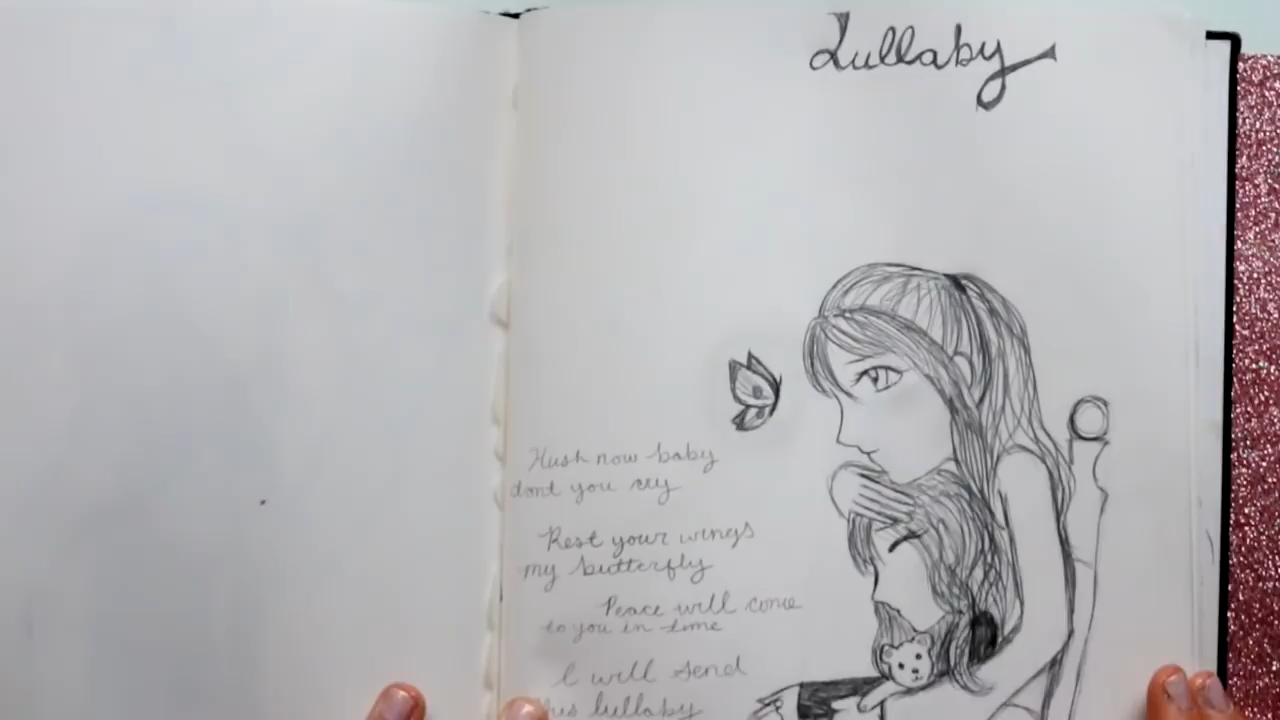 Lullaby
Hush now baby
dont you cry
Rest your wings
my butterfly
Peace will come
to you in time
I will send
this lullaby